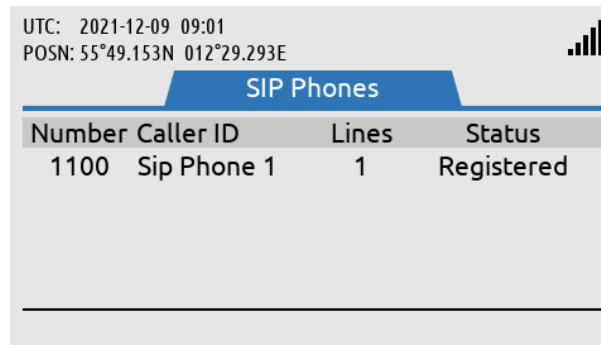 UTC: 2021-12-09 09:01
POSN: 55°49.153N 012°29.293E
SIP Phones
Number Caller ID Lines Status
1100 Sip Phone 1 1 Registered